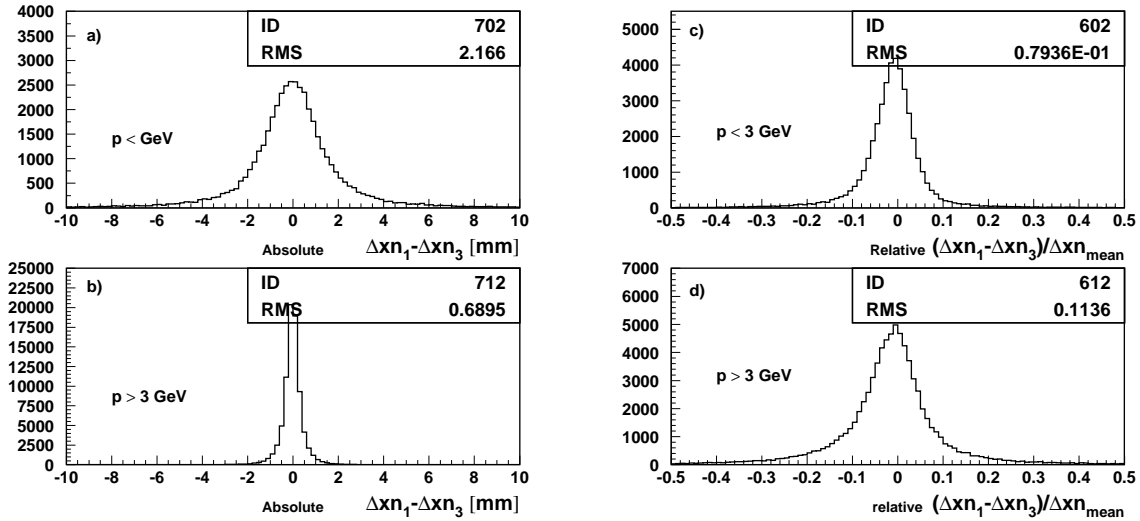 a)
ID 702
RMS 2.166
p < GeV
4000
3500
3000
2500
2000
1500
1000
500
0
-10 -8 -6 -4 -2 0 2 4 6 8 10
Absolute Δxn1-Δxn3 [mm]
c)
ID 602
RMS 0.7936E-01
p < 3 GeV
5000
4000
3000
2000
1000
0
-0.5 -0.4 -0.3 -0.2 -0.1 0 0.1 0.2 0.3 0.4 0.5
Relative (Δxn1-Δxn3)/Δxnmean
b)
ID 712
RMS 0.6895
p > 3 GeV
25000
22500
20000
17500
15000
12500
10000
7500
5000
2500
0
-10 -8 -6 -4 -2 0 2 4 6 8 10
Absolute Δxn1-Δxn3 [mm]
d)
ID 612
RMS 0.1136
p > 3 GeV
7000
6000
5000
4000
3000
2000
1000
0
-0.5 -0.4 -0.3 -0.2 -0.1 0 0.1 0.2 0.3 0.4 0.5
relative (Δxn1-Δxn3)/Δxnmean